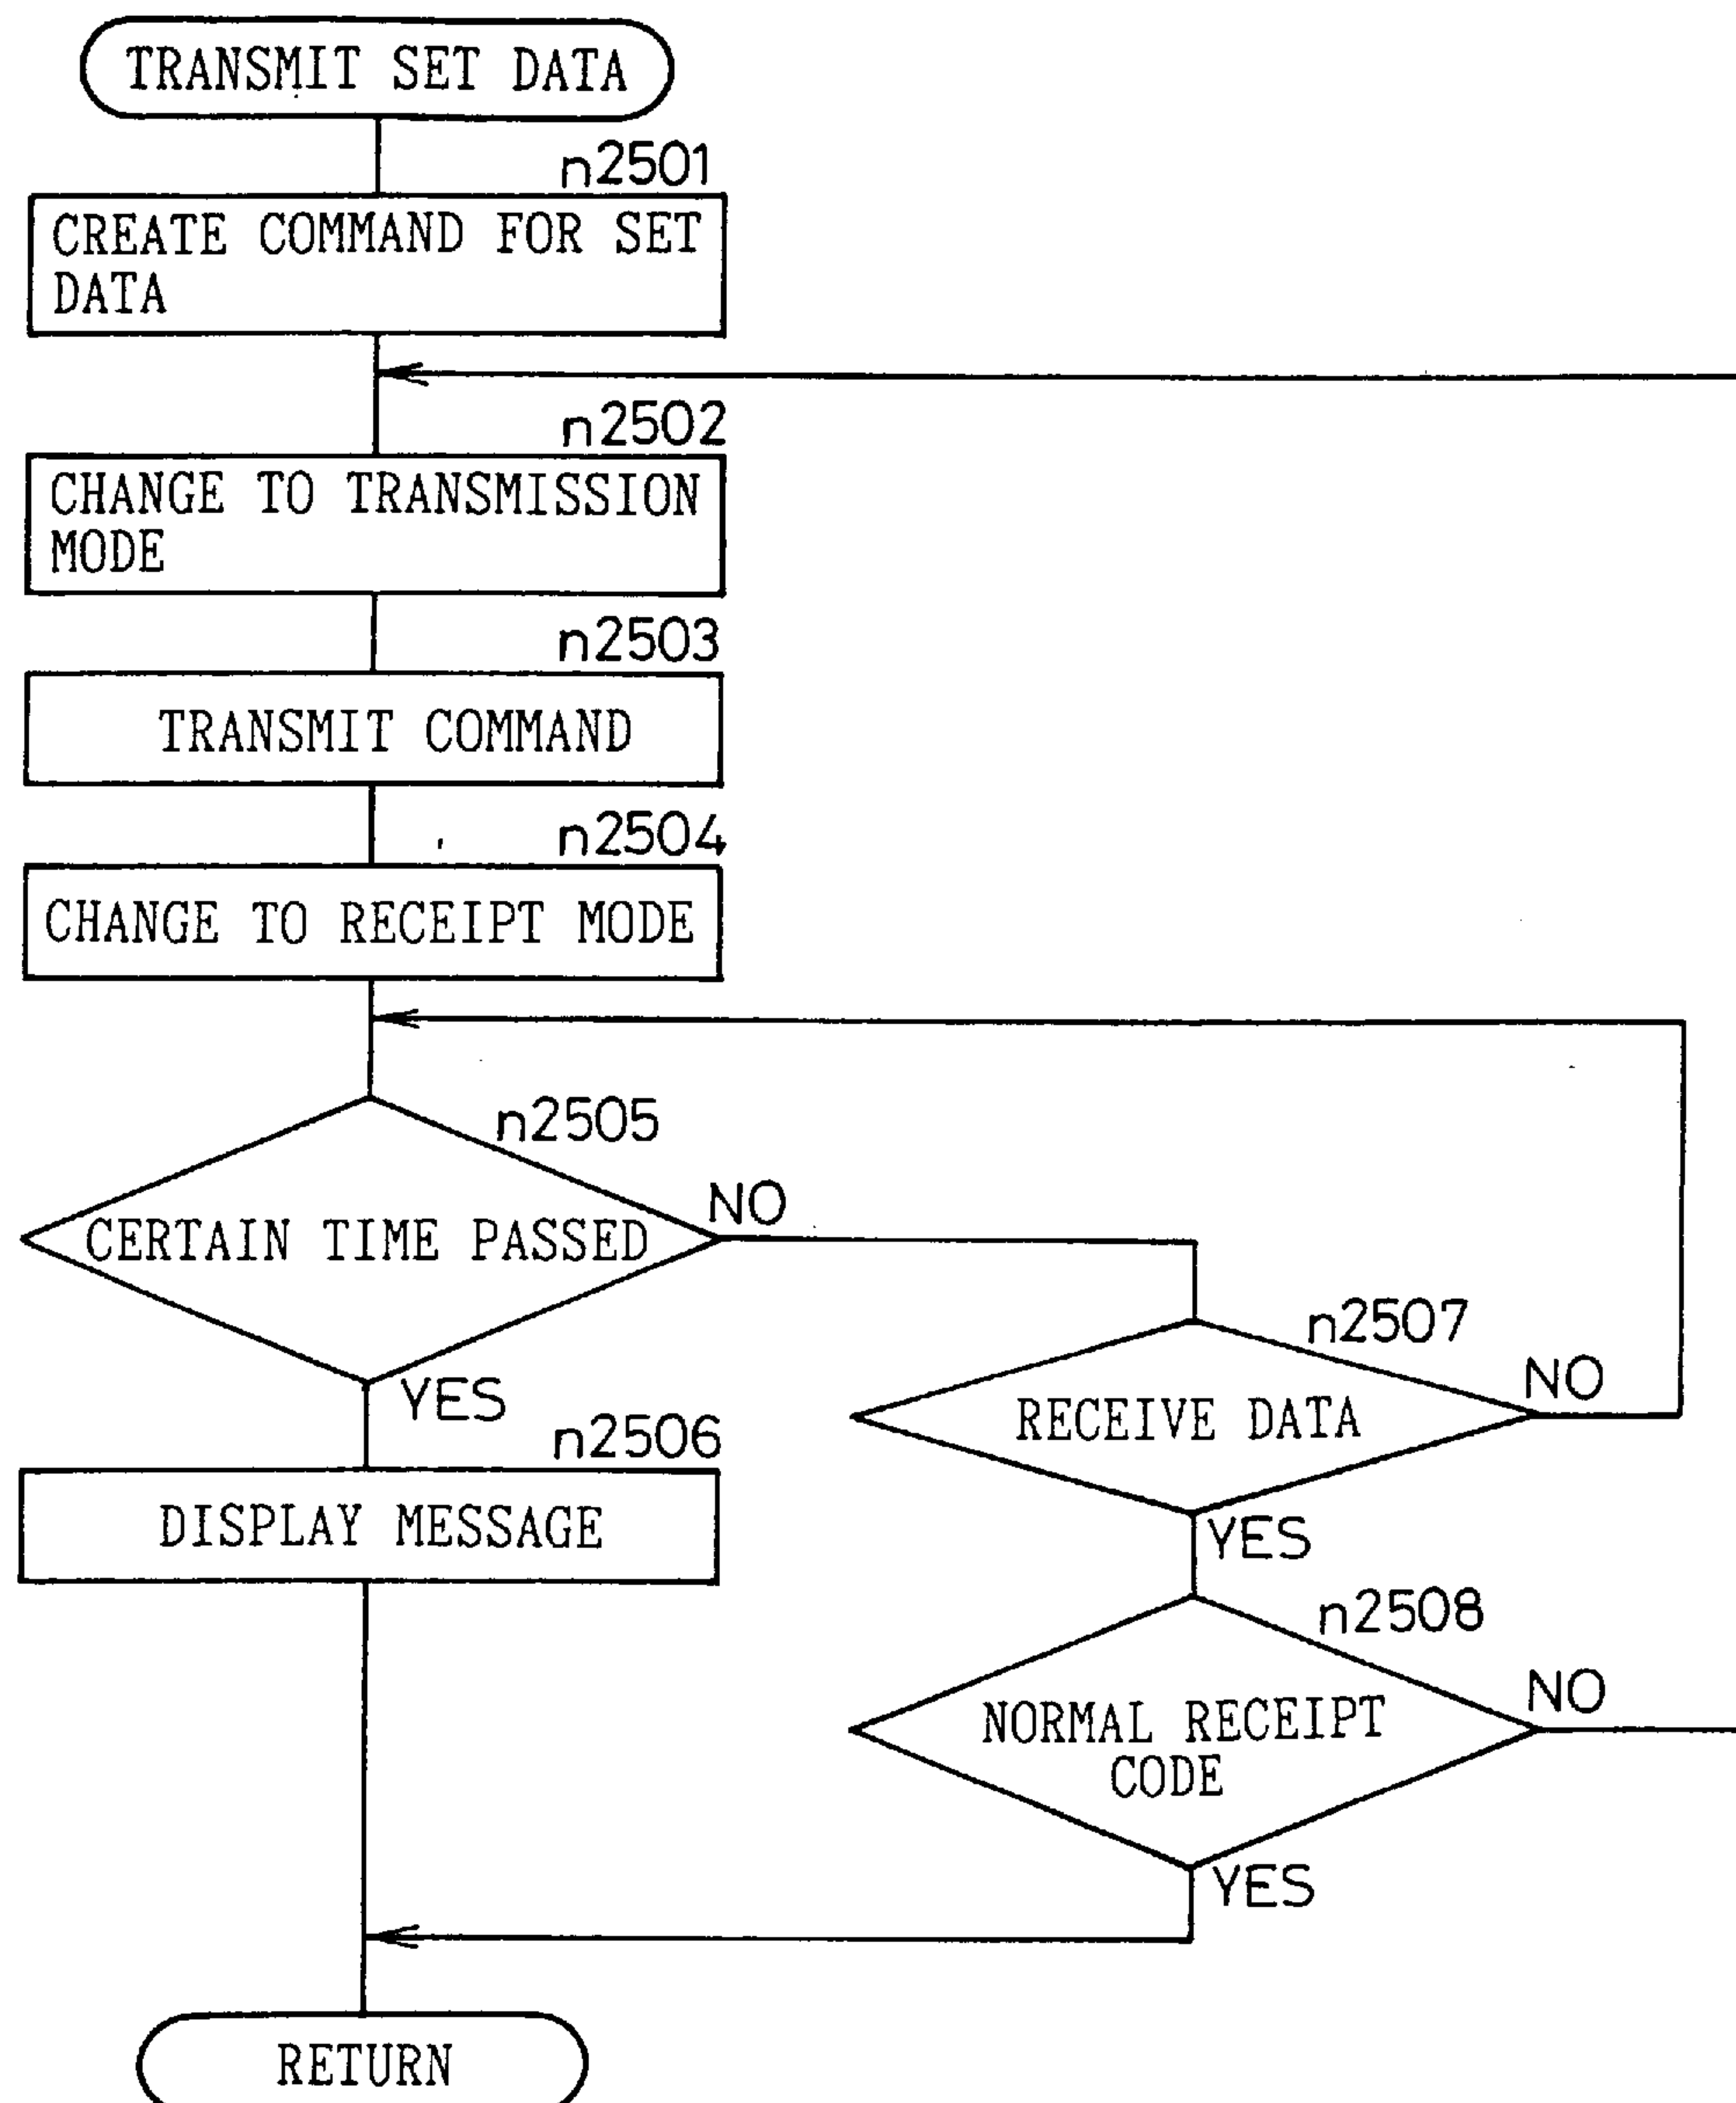 TRANSMIT SET DATA
n2501
CREATE COMMAND FOR SET
DATA
n2502
CHANGE TO TRANSMISSION
MODE
n2503
TRANSMIT COMMAND
n2504
CHANGE TO RECEIPT MODE
n2505
CERTAIN TIME PASSED
NO
YES
n2506
DISPLAY MESSAGE
n2507
RECEIVE DATA
NO
YES
n2508
NORMAL RECEIPT
CODE
NO
YES
RETURN